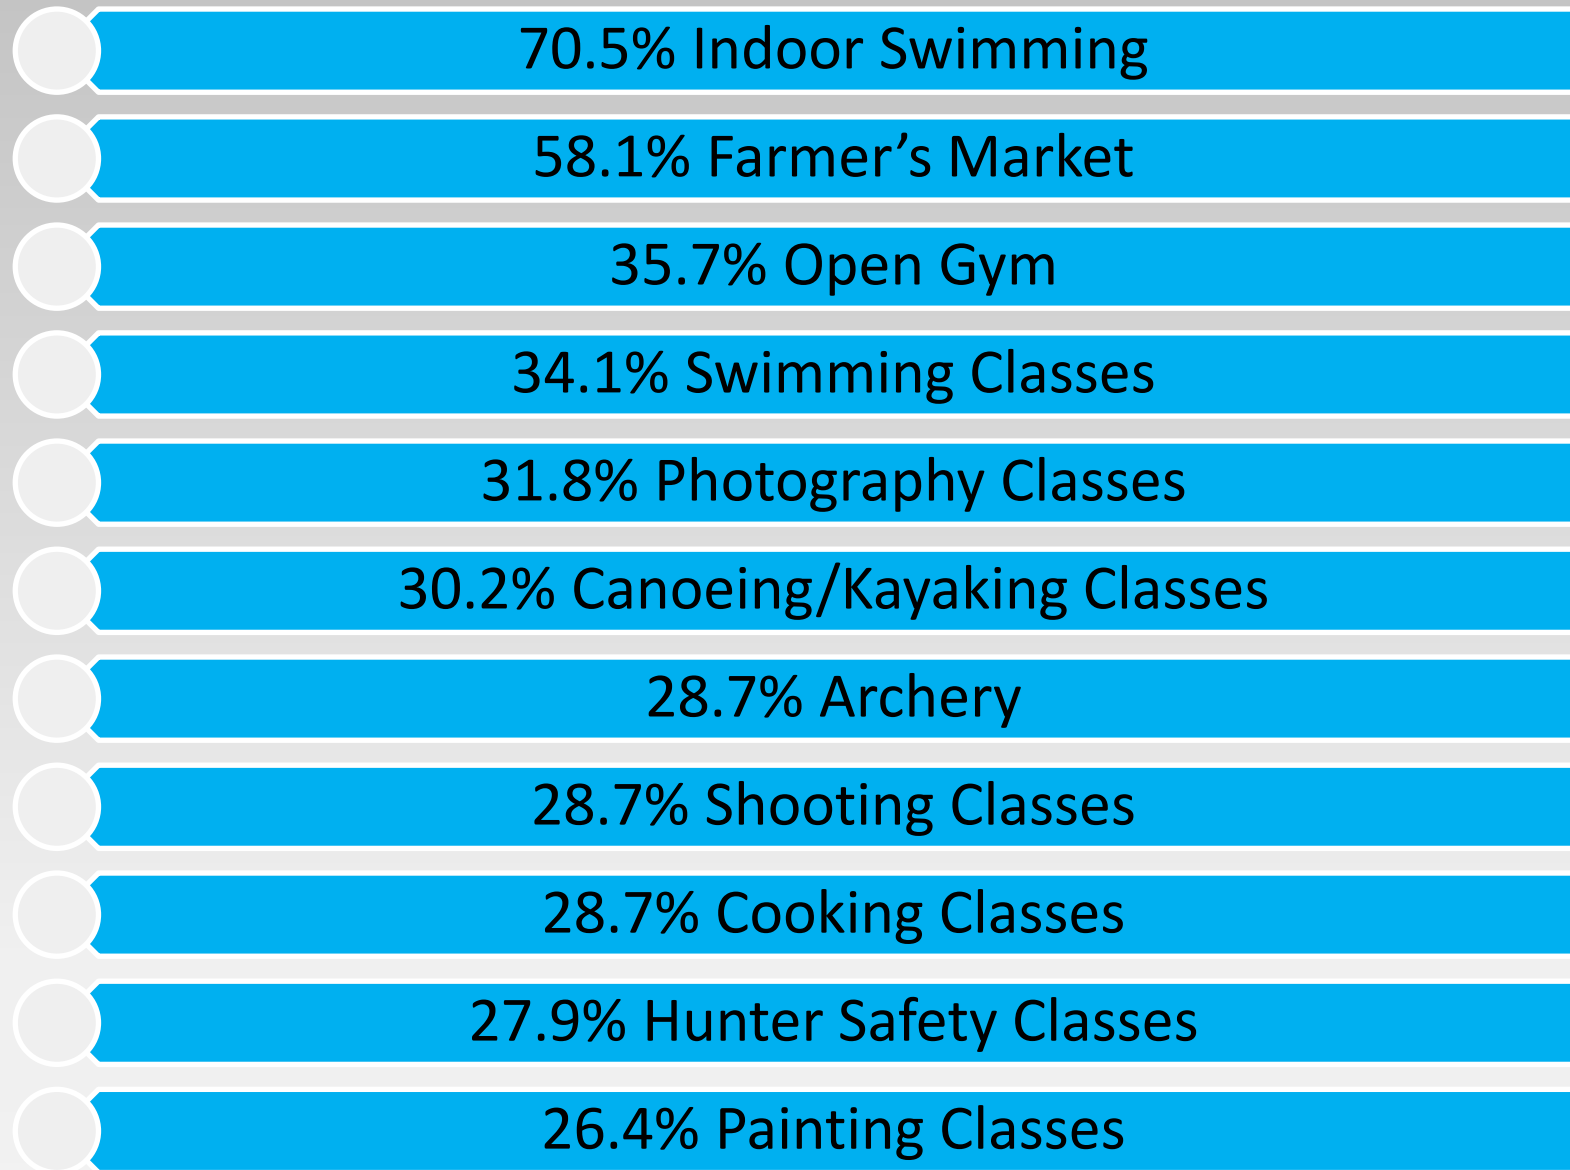 70.5% Indoor Swimming
58.1% Farmer’s Market
35.7% Open Gym
34.1% Swimming Classes
31.8% Photography Classes
30.2% Canoeing/Kayaking Classes
28.7% Archery
28.7% Shooting Classes
28.7% Cooking Classes
27.9% Hunter Safety Classes
26.4% Painting Classes